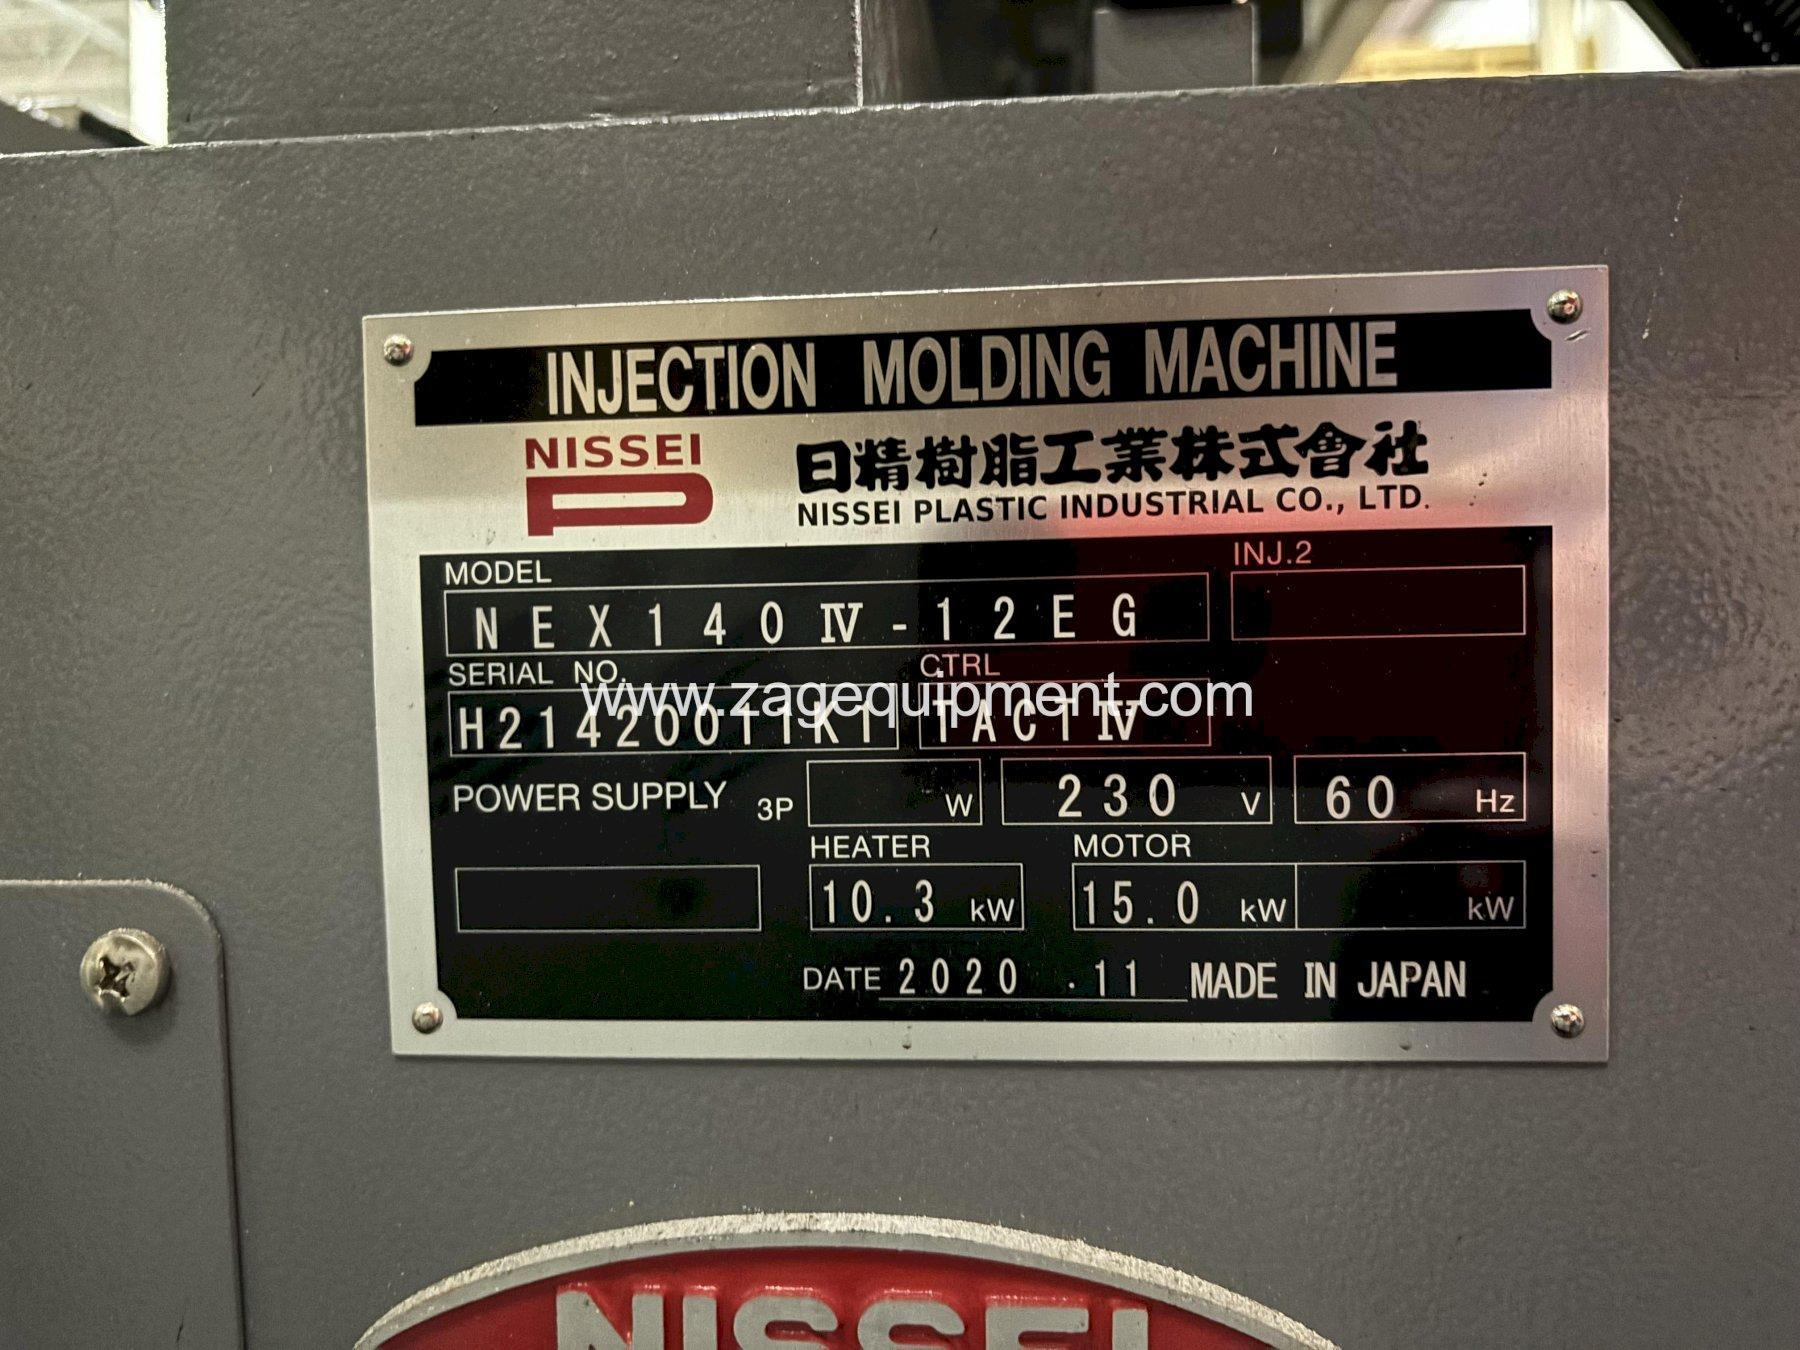 INJECTION MOLDING MACHINE
NISSEI
日精樹脂工業株式會社
NISSEI PLASTIC INDUSTRIAL CO., LTD.
MODEL
INJ.2
NEX140Ⅳ-12EG
SERIAL NO.
CTRL
www.zagequipment.com
H21420011K1
TACTⅣ
POWER SUPPLY 3P W 230 V 60 Hz
HEATER MOTOR
10.3 kW 15.0 kW kW
DATE 2020 .11 MADE IN JAPAN
NISSEI